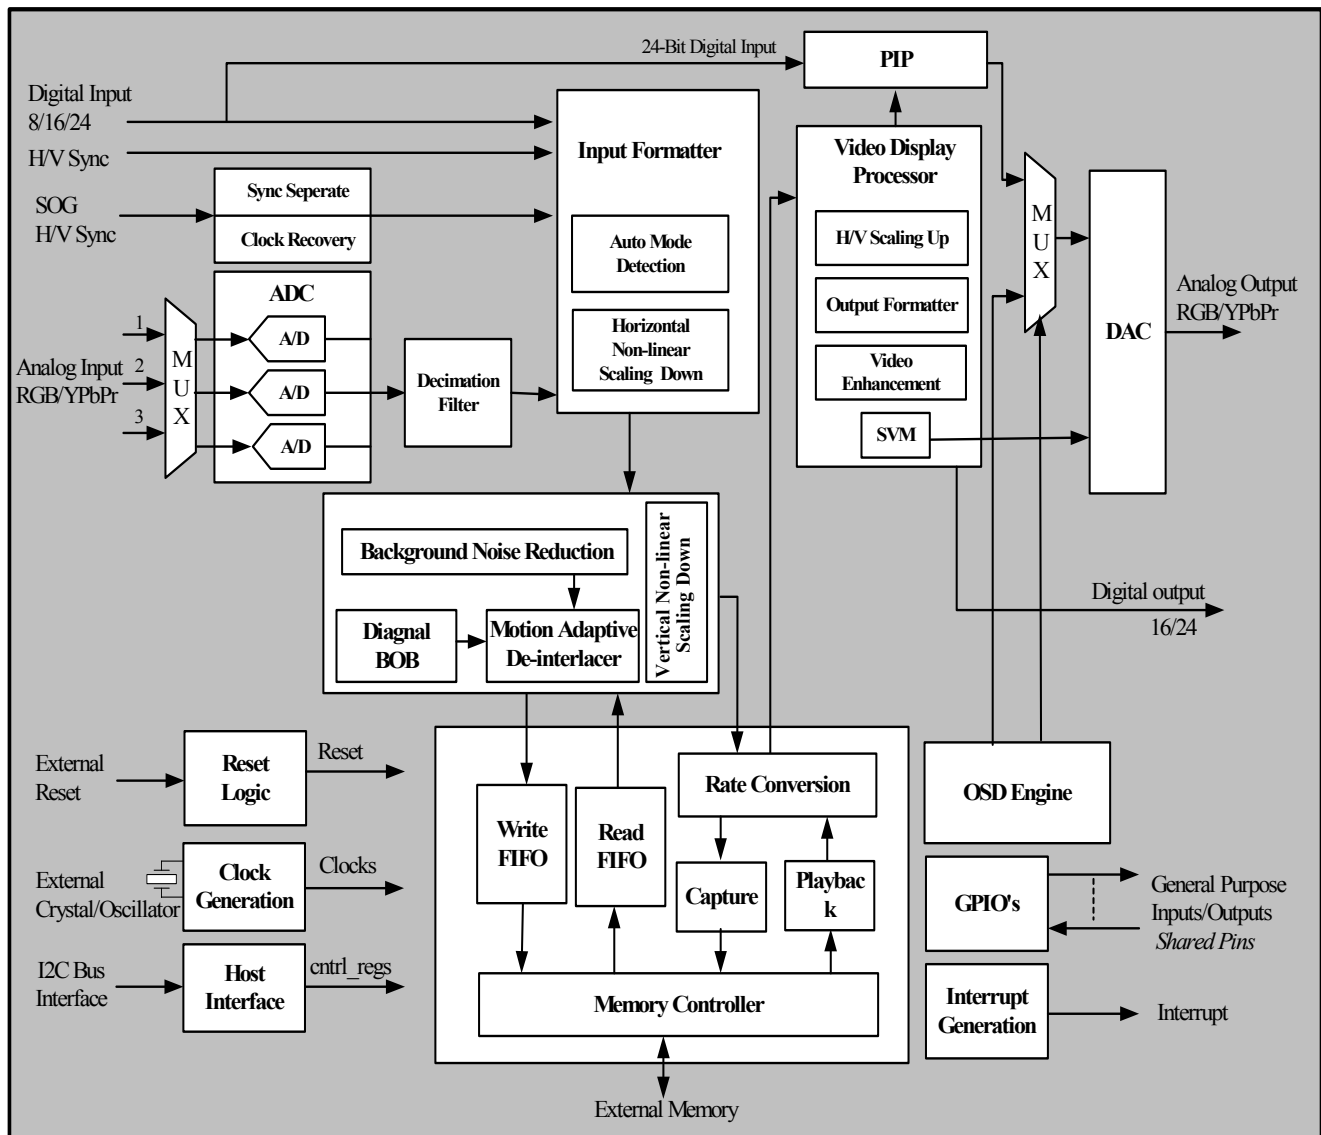 24-Bit Digital Input
PIP
Digital Input
8/16/24
H/V Sync
SOG
H/V Sync
Sync Seperate
Clock Recovery
Input Formatter
Auto Mode
Detection
Horizontal
Non-linear
Scaling Down
Video Display
Processor
H/V Scaling Up
Output Formatter
Video
Enhancement
SVM
M
U
X
DAC
Analog Output
RGB/YPbPr
ADC
A/D
A/D
A/D
1
2
3
Analog Input
RGB/YPbPr
M
U
X
Decimation
Filter
Background Noise Reduction
Diagnal
BOB
Motion Adaptive
De-interlacer
Vertical Non-linear
Scaling Down
Digital output
16/24
External
Reset
Reset
Logic
Reset
External
Crystal/Oscillator
Clock
Generation
Clocks
I2C Bus
Interface
Host
Interface
cntrl_regs
Write
FIFO
Read
FIFO
Rate Conversion
Capture
Playbac
k
Memory Controller
External Memory
OSD Engine
GPIO's
General Purpose
Inputs/Outputs
Shared Pins
Interrupt
Generation
Interrupt